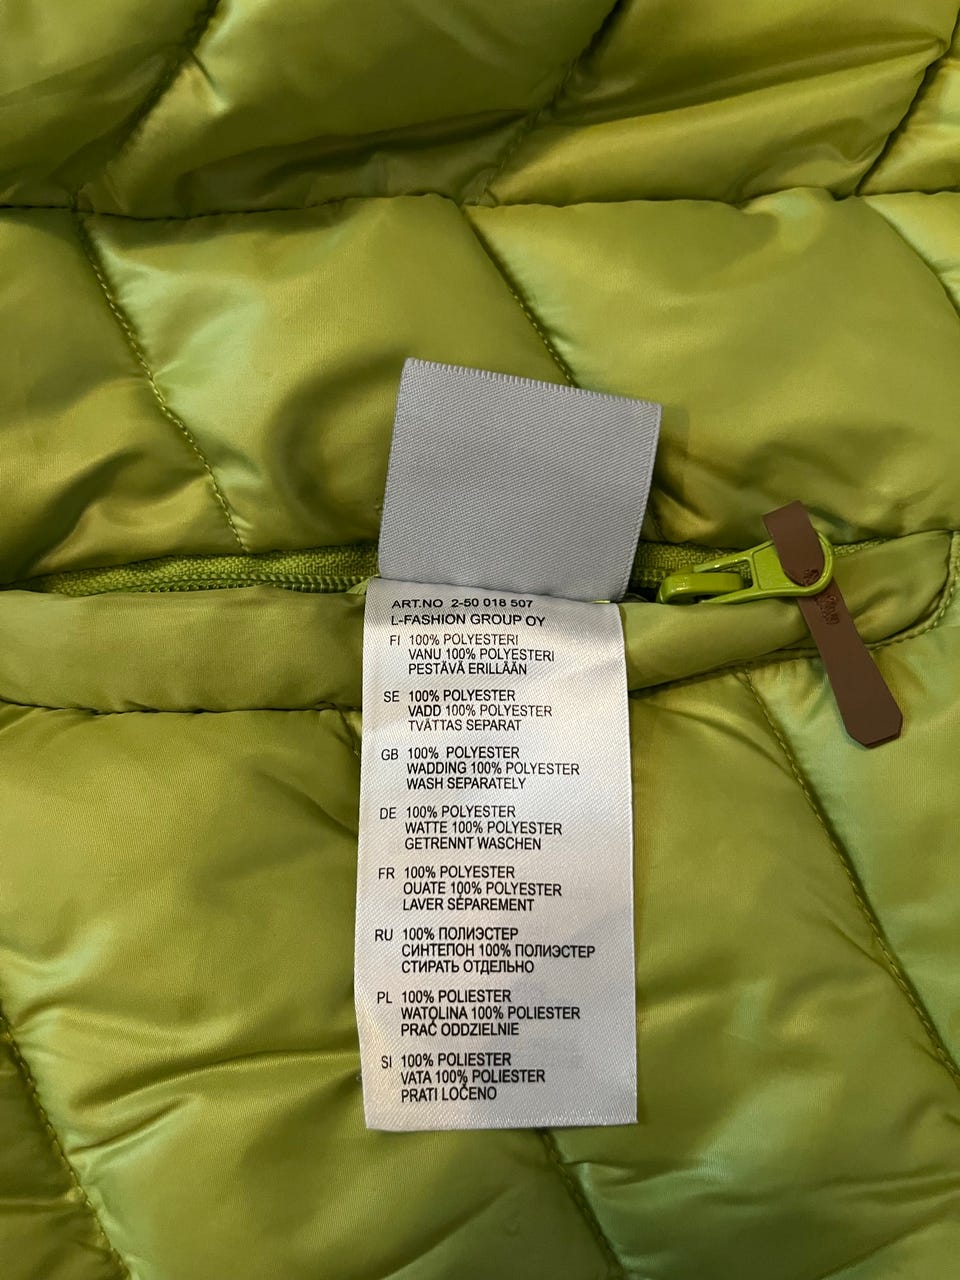 ART.NO 2-50 018 507
L-FASHION GROUP OY
FI 100% POLYESTERI
VANU 100% POLYESTERI
PESTÄVÄ ERILLÄÄN
SE 100% POLYESTER
VADD 100% POLYESTER
TVÄTTAS SEPARAT
GB 100% POLYESTER
WADDING 100% POLYESTER
WASH SEPARATELY
DE 100% POLYESTER
WATTE 100% POLYESTER
GETRENNT WASCHEN
FR 100% POLYESTER
OUATE 100% POLYESTER
LAVER SÉPAREMENT
RU 100% ПОЛИЭСТЕР
СИНТЕПОН 100% ПОЛИЭСТЕР
СТИРАТЬ ОТДЕЛЬНО
PL 100% POLIESTER
WATOLINA 100% POLIESTER
PRAĆ ODDZIELNIE
SI 100% POLIESTER
VATA 100% POLIESTER
PRATI LOČENO